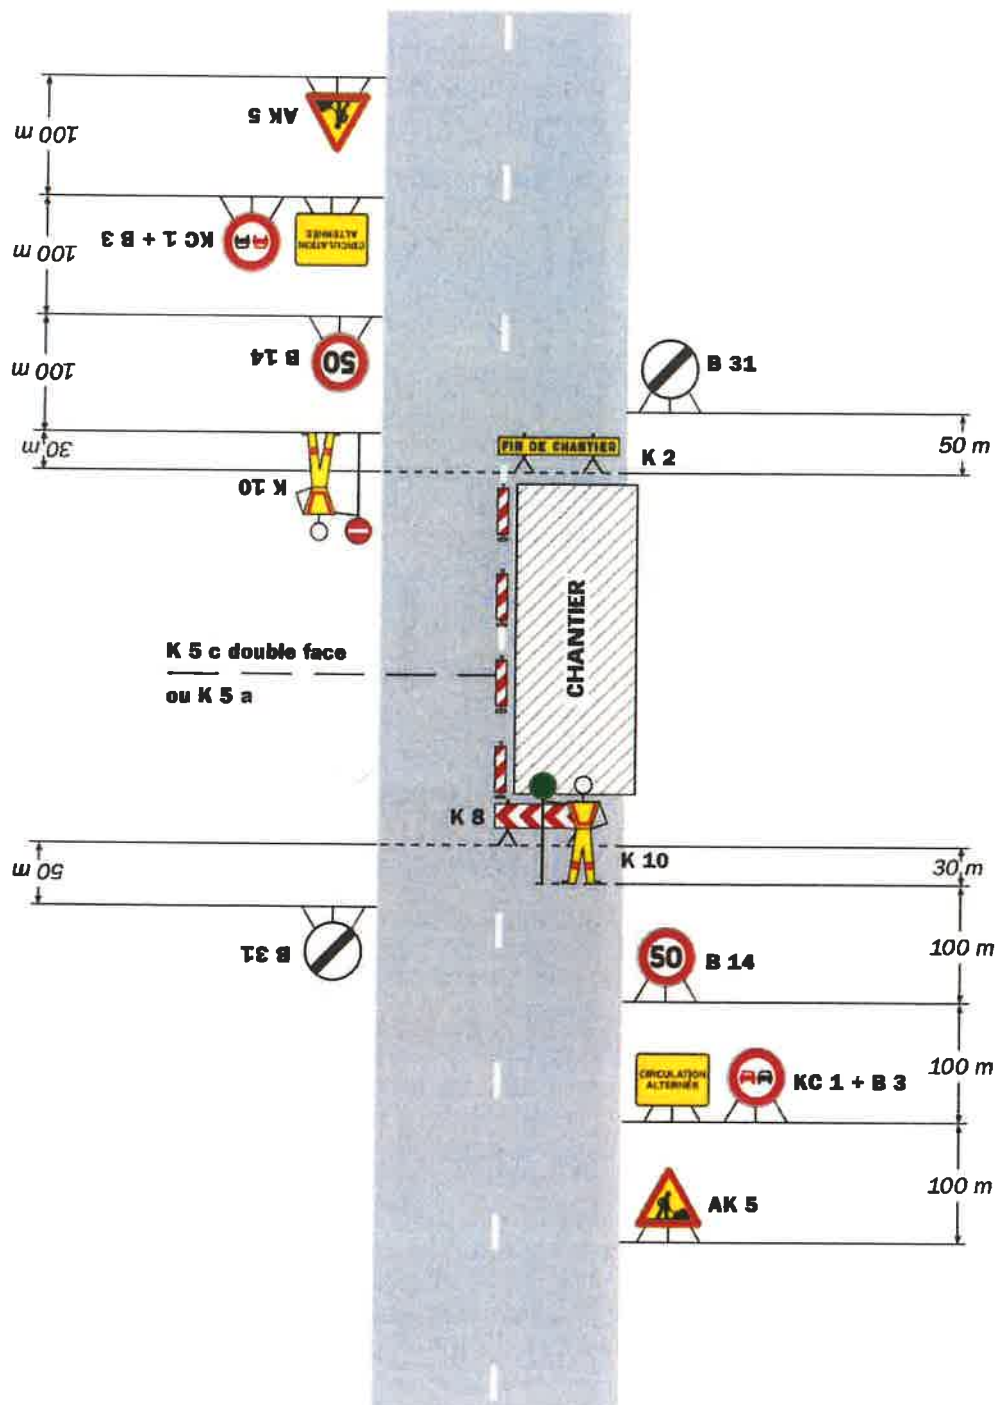 100 m
AK 5
100 m
KC 1 + B 3
CIRCULATION
ALTERNÉE
100 m
B 14
50
B 31
30 m
K 10
FIN DE CHANTIER
K 2
50 m
CHANTIER
K 5 c double face
ou K 5 a
K 8
K 10
30 m
50 m
B 31
50
B 14
100 m
CIRCULATION
ALTERNÉE
KC 1 + B 3
100 m
AK 5
100 m